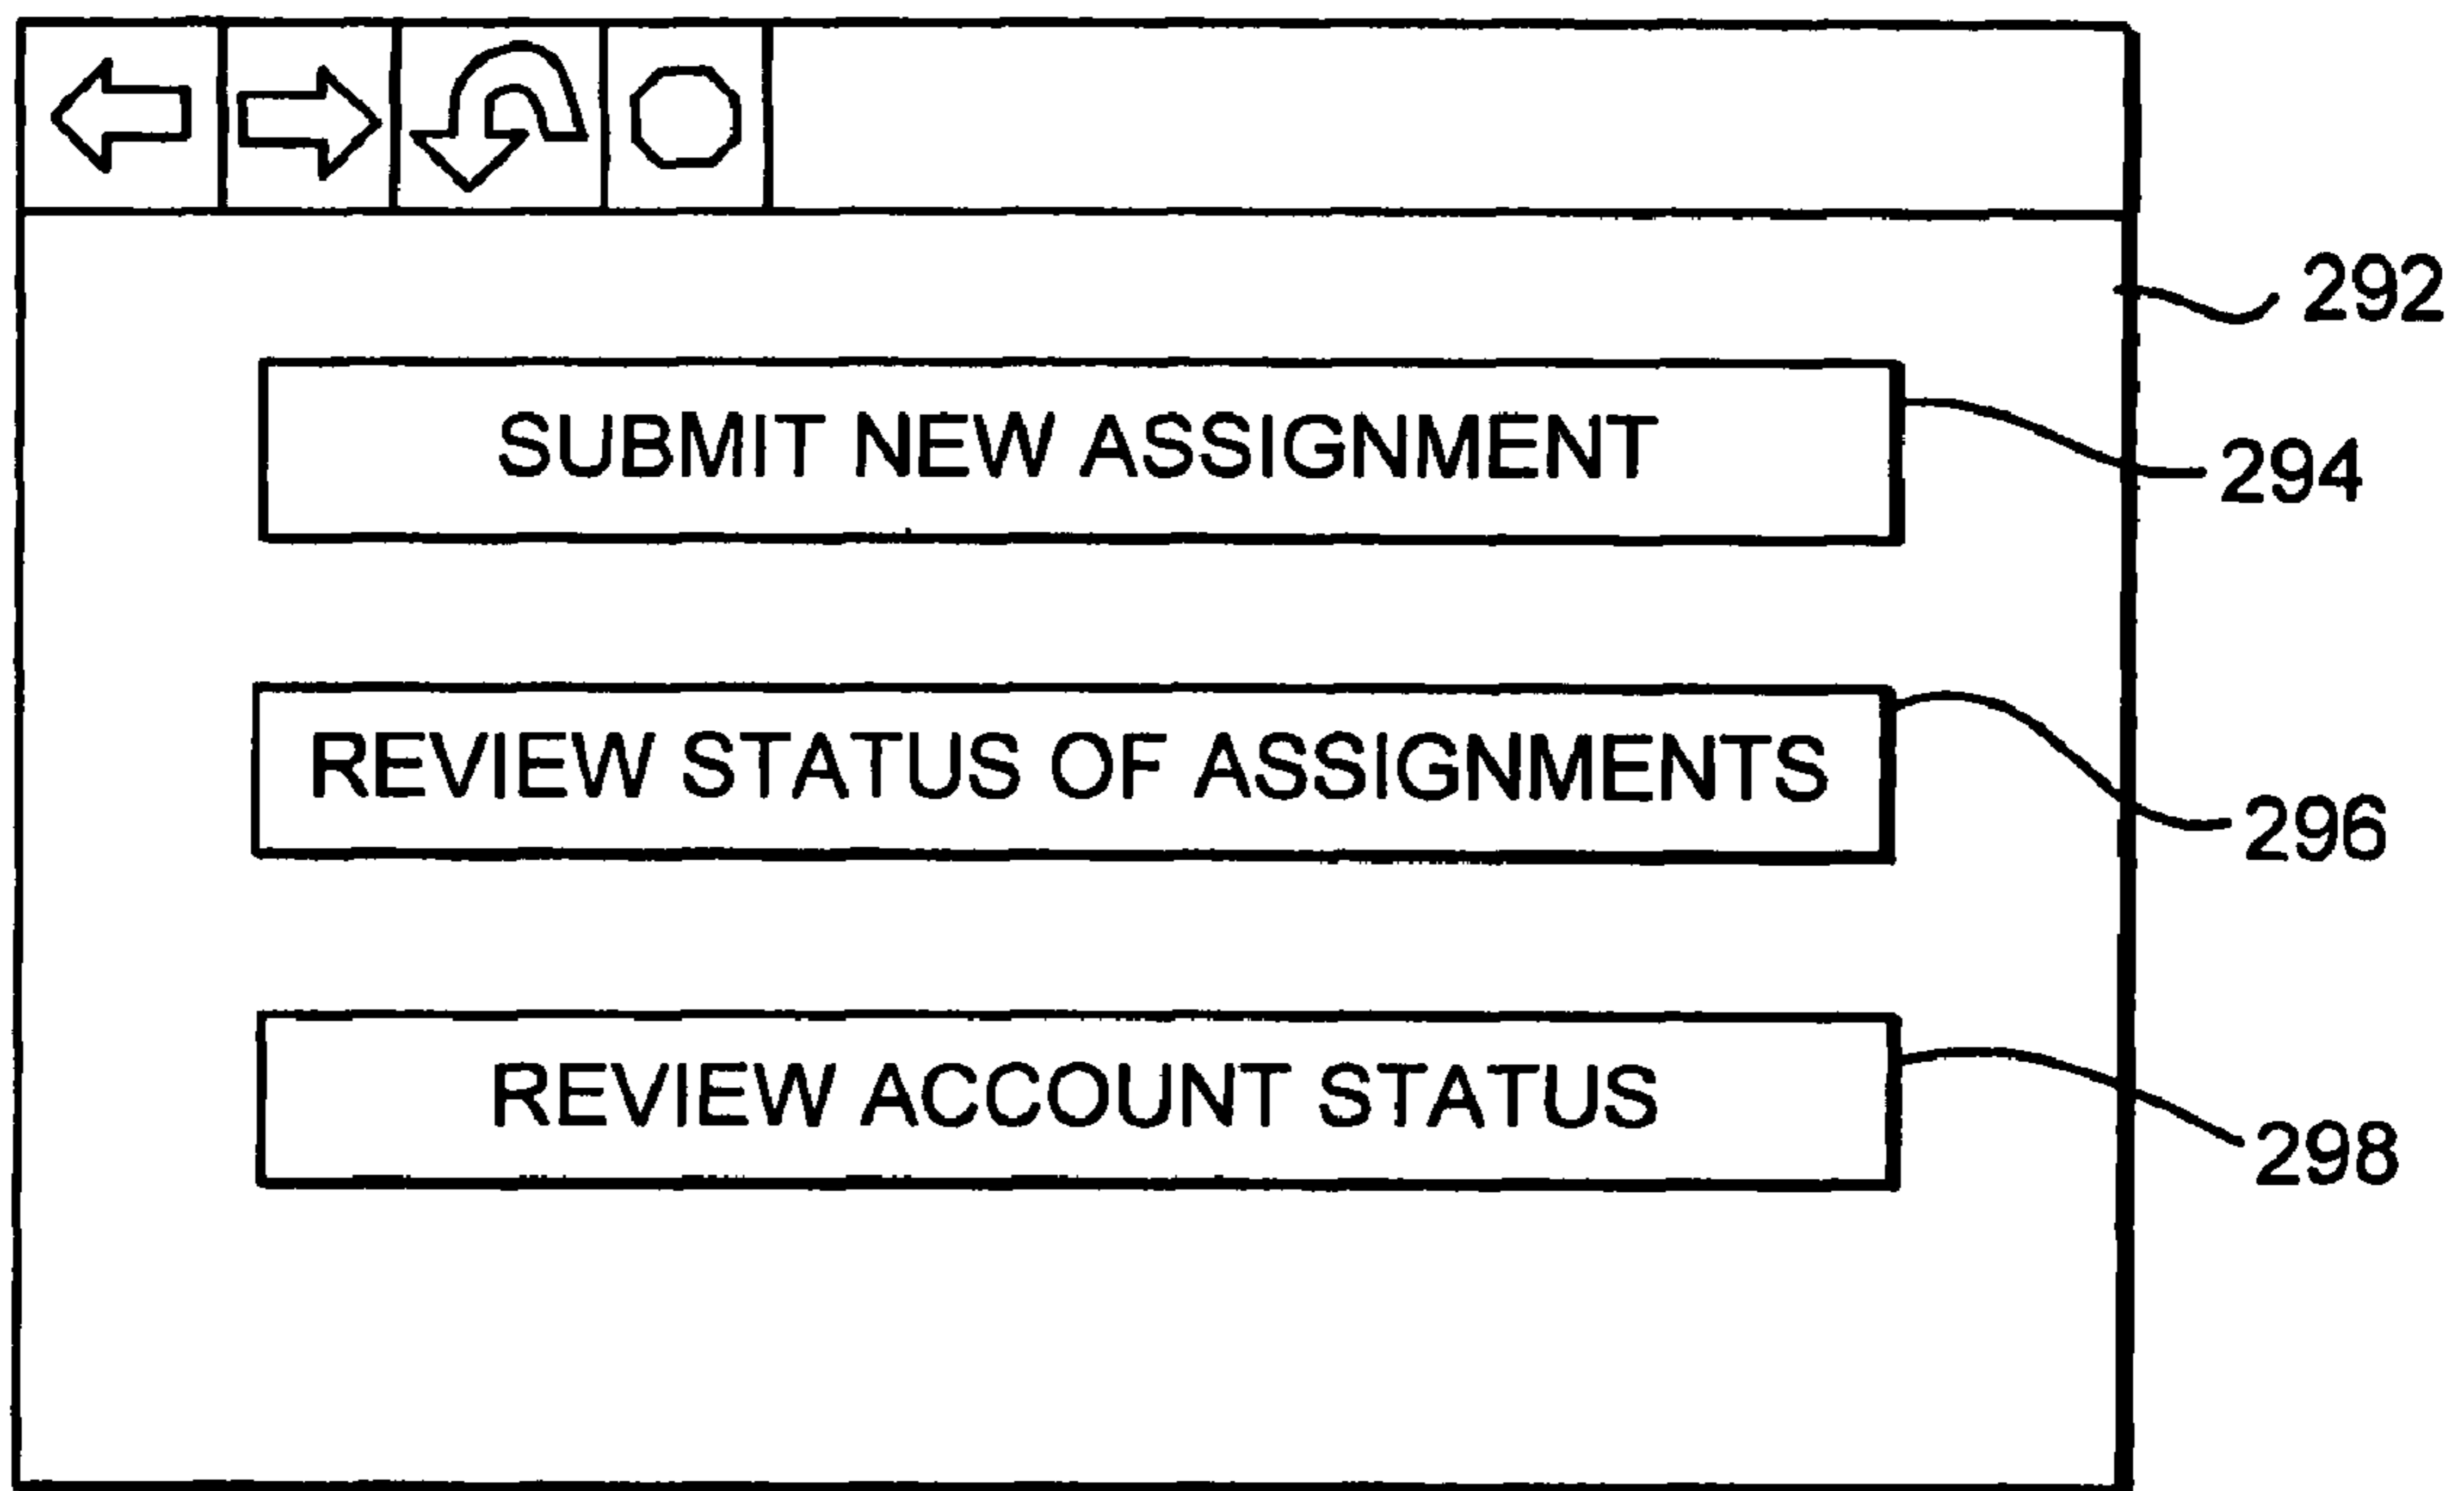 292
SUBMIT NEW ASSIGNMENT
294
REVIEW STATUS OF ASSIGNMENTS
296
REVIEW ACCOUNT STATUS
298